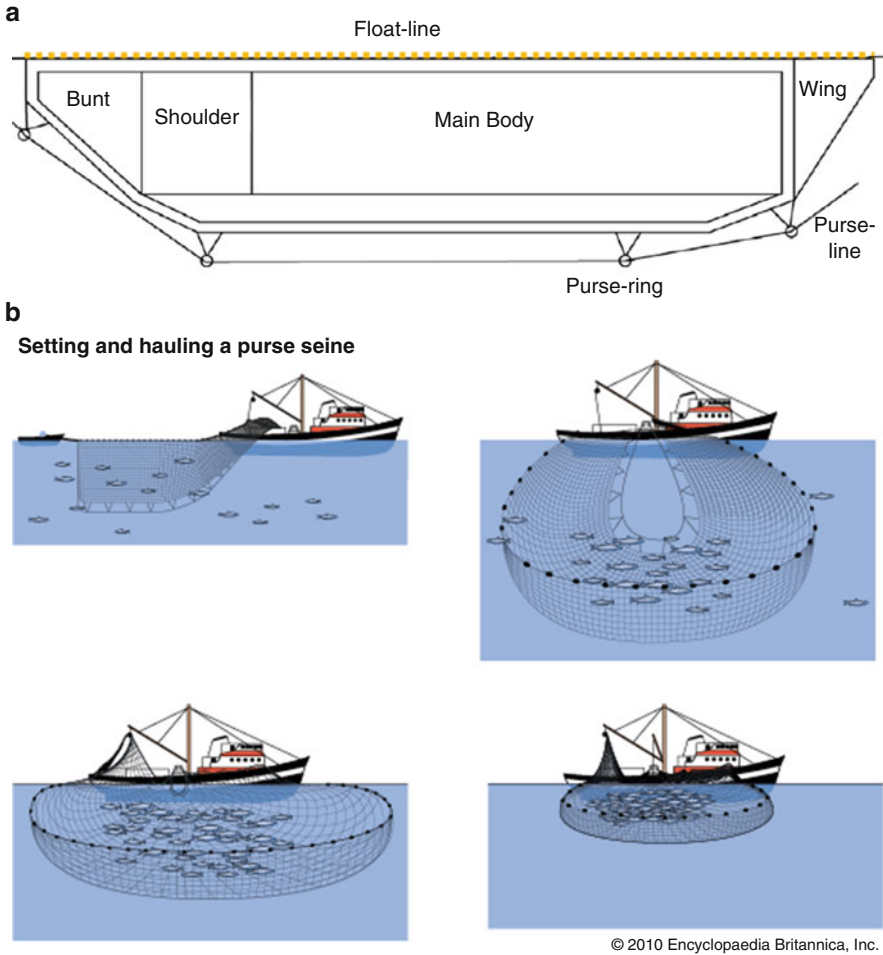 a
Float-line
Bunt
Shoulder
Main Body
Wing
Purse-
line
Purse-ring
b
Setting and hauling a purse seine
© 2010 Encyclopaedia Britannica, Inc.